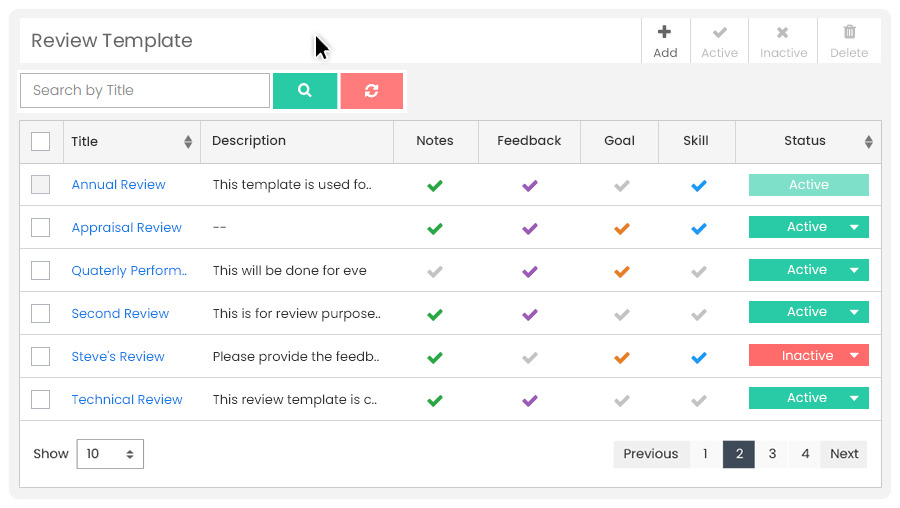 Review Template
Add Active Inactive Delete
Search by Title
Title Description Notes Feedback Goal Skill Status
Annual Review This template is used fo.. Active
Appraisal Review -- Active
Quaterly Perform.. This will be done for eve Active
Second Review This is for review purpose.. Active
Steve's Review Please provide the feedb.. Inactive
Technical Review This review template is c.. Active
Show 10 Previous 1 2 3 4 Next